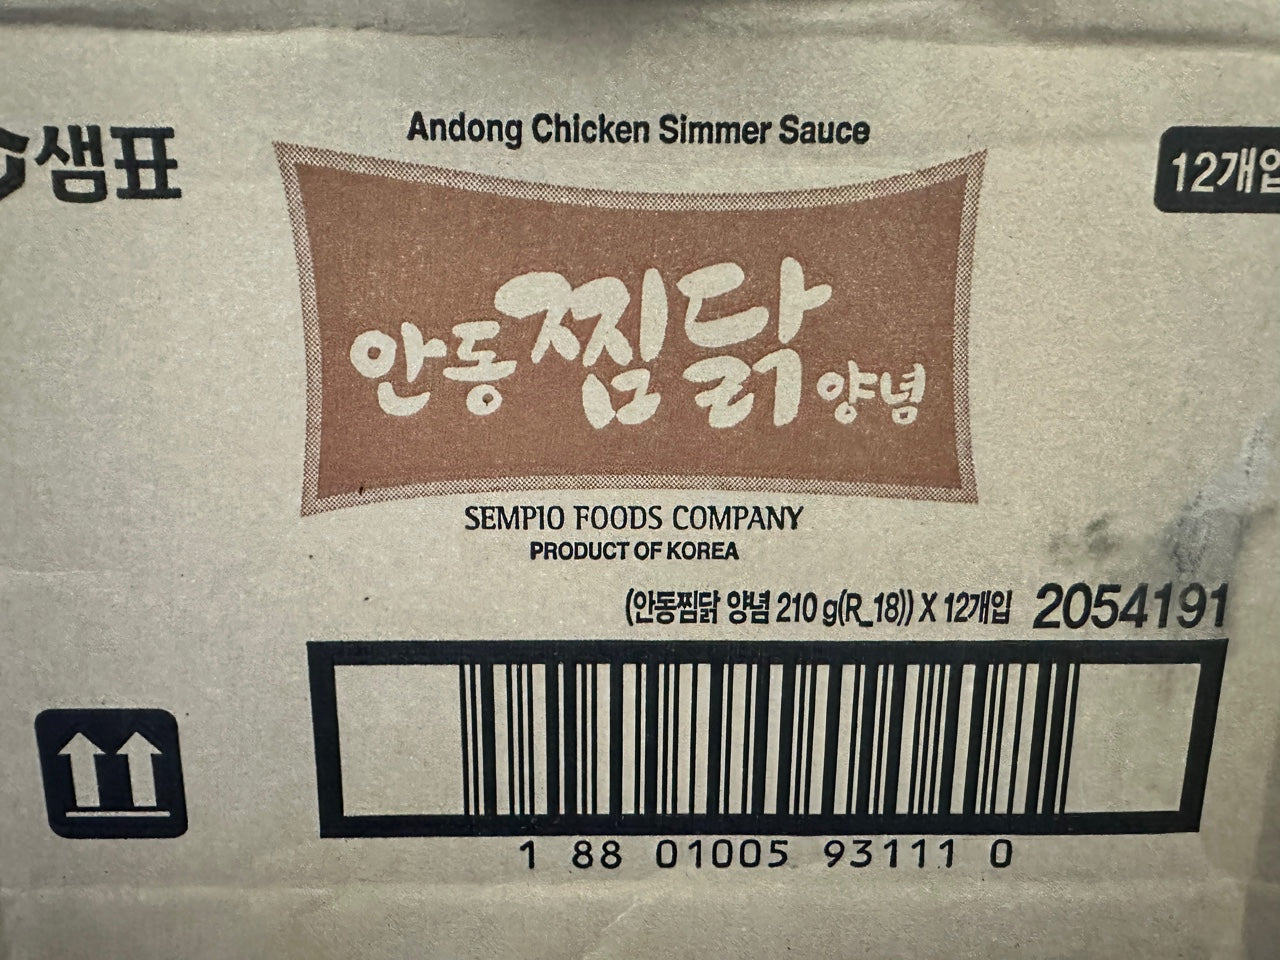 Andong Chicken Simmer Sauce
샘표
12개입
안동찜닭 양념
SEMPIO FOODS COMPANY
PRODUCT OF KOREA
(안동찜닭 양념 210 g(R_18)) X 12개입 2054191
1 88 01005 93111 0